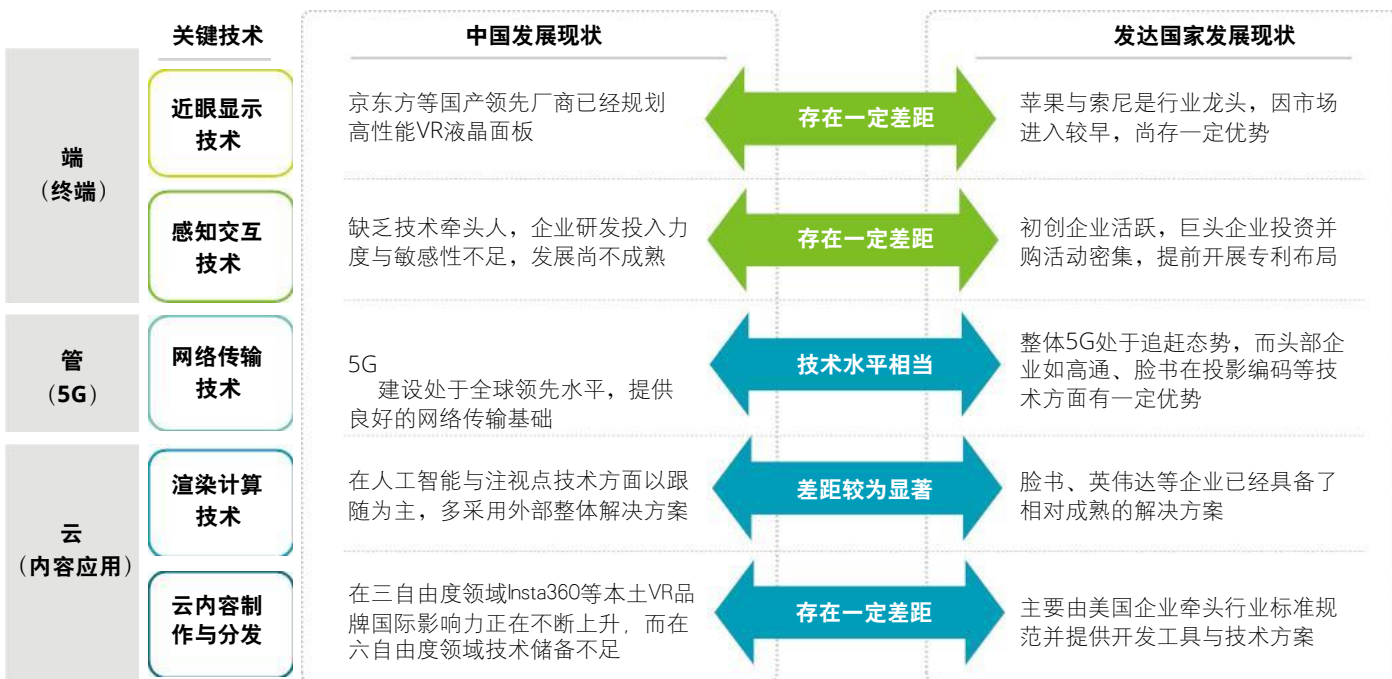 关键技术
中国发展现状
发达国家发展现状
端
（终端）
近眼显示
技术
京东方等国产领先厂商已经规划
高性能VR液晶面板
存在一定差距
苹果与索尼是行业龙头，因市场
进入较早，尚存一定优势
感知交互
技术
缺乏技术牵头人，企业研发投入力
度与敏感性不足，发展尚不成熟
存在一定差距
初创企业活跃，巨头企业投资并
购活动密集，提前开展专利布局
管
（5G）
网络传输
技术
5G
建设处于全球领先水平，提供
良好的网络传输基础
技术水平相当
整体5G处于追赶态势，而头部企
业如高通、脸书在投影编码等技
术方面有一定优势
云
（内容应用）
渲染计算
技术
在人工智能与注视点技术方面以跟
随为主，多采用外部整体解决方案
差距较为显著
脸书、英伟达等企业已经具备了
相对成熟的解决方案
云内容制
作与分发
在三自由度领域Insta360等本土VR品
牌国际影响力正在不断上升，而在
六自由度领域技术储备不足
存在一定差距
主要由美国企业牵头行业标准规
范并提供开发工具与技术方案